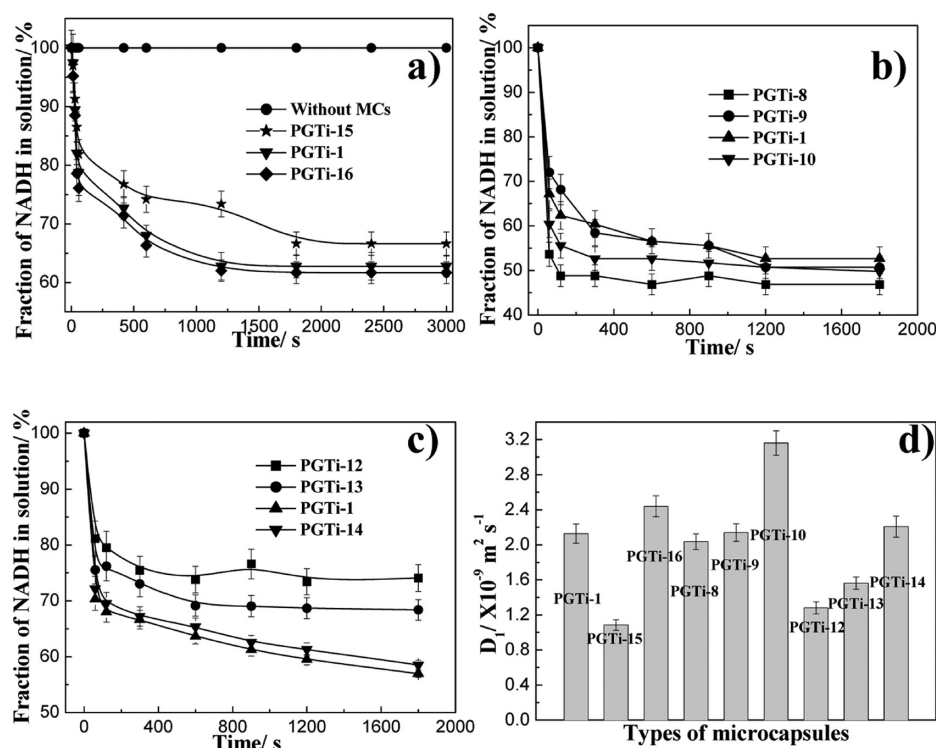 a)
Fraction of NADH in solution/ %
100
90
80
70
60
Without MCs
PGTi-15
PGTi-1
PGTi-16
0 500 1000 1500 2000 2500 3000
Time/ s
b)
Fraction of NADH in solution/ %
100
90
80
70
60
50
40
PGTi-8
PGTi-9
PGTi-1
PGTi-10
0 400 800 1200 1600 2000
Time/ s
c)
Fraction of NADH in solution/ %
100
90
80
70
60
50
PGTi-12
PGTi-13
PGTi-1
PGTi-14
0 200 400 600 800 1000 1200 1400 1600 1800 2000
Time/ s
d)
D₁/ X10⁻⁹ m² s⁻¹
3.2
2.8
2.4
2.0
1.6
1.2
0.8
0.4
0.0
PGTi-1
PGTi-15
PGTi-16
PGTi-8
PGTi-9
PGTi-10
PGTi-12
PGTi-13
PGTi-14
Types of microcapsules